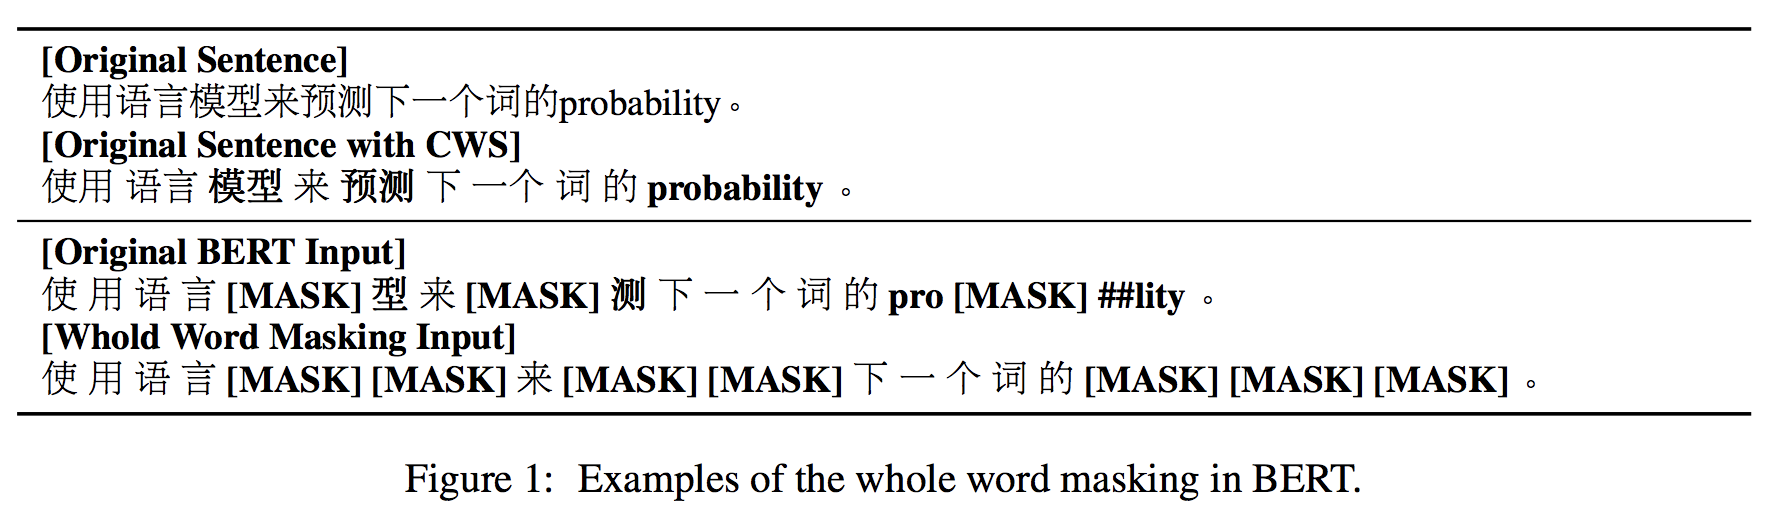 [Original Sentence]
使用语言模型来预测下一个词的probability。
[Original Sentence with CWS]
使用 语言 模型 来 预测 下 一个 词 的 probability 。
[Original BERT Input]
使 用 语 言 [MASK] 型 来 [MASK] 测 下 一 个 词 的 pro [MASK] ##lity 。
[Whold Word Masking Input]
使 用 语 言 [MASK] [MASK] 来 [MASK] [MASK] 下 一 个 词 的 [MASK] [MASK] [MASK] 。
Figure 1: Examples of the whole word masking in BERT.